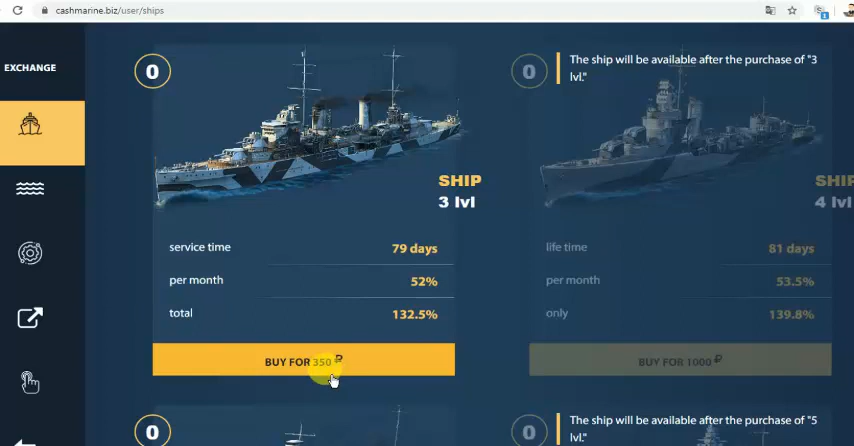 cashmarine.biz/user/ships
EXCHANGE
0
SHIP
3 lvl
service time 79 days
per month 52%
total 132.5%
BUY FOR 350 ₽
0
The ship will be available after the purchase of "3
lvl."
SHIP
4 lvl
life time 81 days
per month 53.5%
only 139.8%
BUY FOR 1000 ₽
0
0
The ship will be available after the purchase of "5
lvl."